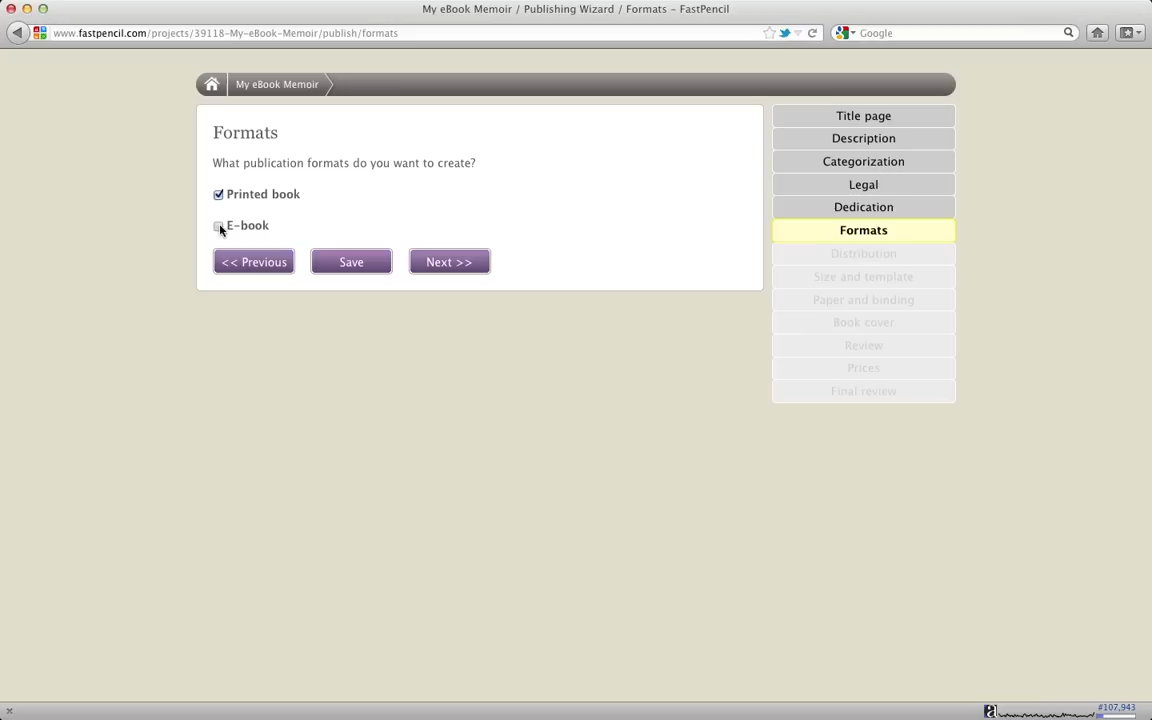 My eBook Memoir / Publishing Wizard / Formats - FastPencil
www.fastpencil.com/projects/39118-My-eBook-Memoir/publish/formats
Google
My eBook Memoir
Formats
What publication formats do you want to create?
Printed book
E-book
<< Previous
Save
Next >>
Title page
Description
Categorization
Legal
Dedication
Formats
Distribution
Size and template
Paper and binding
Book cover
Review
Prices
Final review
#107,943